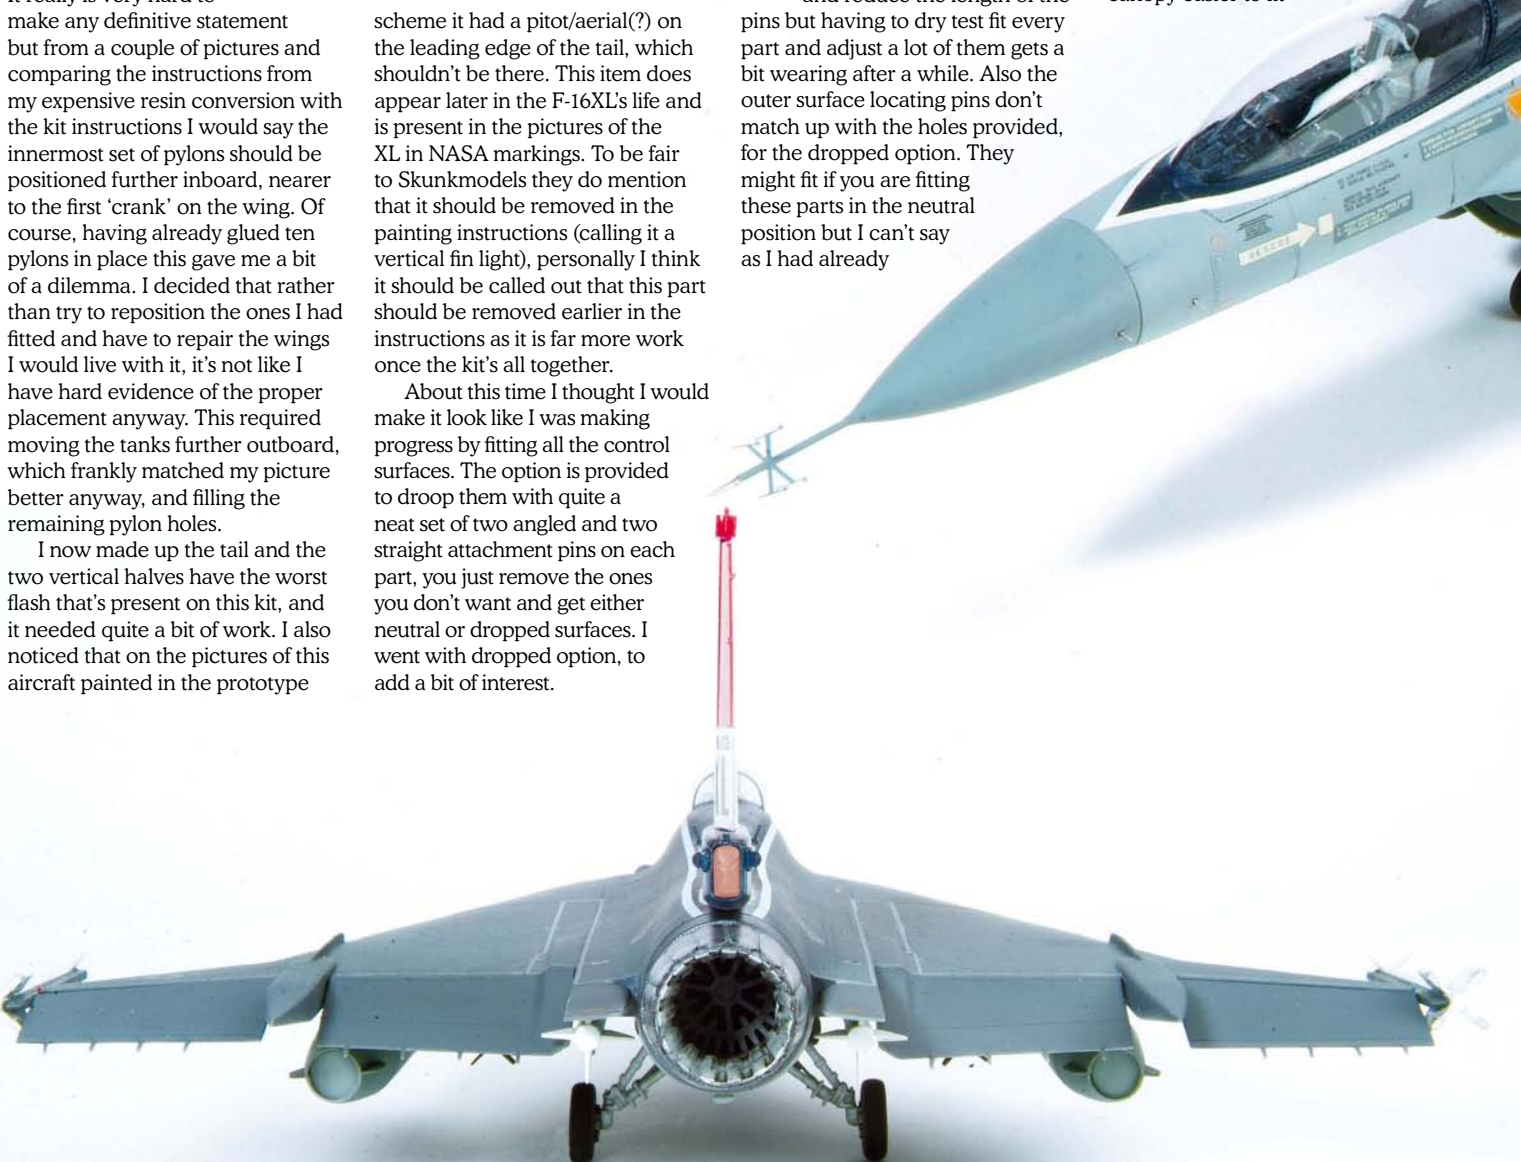 make any definitive statement
but from a couple of pictures and
comparing the instructions from
my expensive resin conversion with
the kit instructions I would say the
innermost set of pylons should be
positioned further inboard, nearer
to the first ‘crank’ on the wing. Of
course, having already glued ten
pylons in place this gave me a bit
of a dilemma. I decided that rather
than try to reposition the ones I had
fitted and have to repair the wings
I would live with it, it’s not like I
have hard evidence of the proper
placement anyway. This required
moving the tanks further outboard,
which frankly matched my picture
better anyway, and filling the
remaining pylon holes.
I now made up the tail and the
two vertical halves have the worst
flash that’s present on this kit, and
it needed quite a bit of work. I also
noticed that on the pictures of this
aircraft painted in the prototype
scheme it had a pitot/aerial(?) on
the leading edge of the tail, which
shouldn’t be there. This item does
appear later in the F-16XL’s life and
is present in the pictures of the
XL in NASA markings. To be fair
to Skunkmodels they do mention
that it should be removed in the
painting instructions (calling it a
vertical fin light), personally I think
it should be called out that this part
should be removed earlier in the
instructions as it is far more work
once the kit’s all together.
About this time I thought I would
make it look like I was making
progress by fitting all the control
surfaces. The option is provided
to droop them with quite a
neat set of two angled and two
straight attachment pins on each
part, you just remove the ones
you don’t want and get either
neutral or dropped surfaces. I
went with dropped option, to
add a bit of interest.
and reduce the length of the
pins but having to dry test fit every
part and adjust a lot of them gets a
bit wearing after a while. Also the
outer surface locating pins don’t
match up with the holes provided,
for the dropped option. They
might fit if you are fitting
these parts in the neutral
position but I can’t say
as I had already
RESCUE